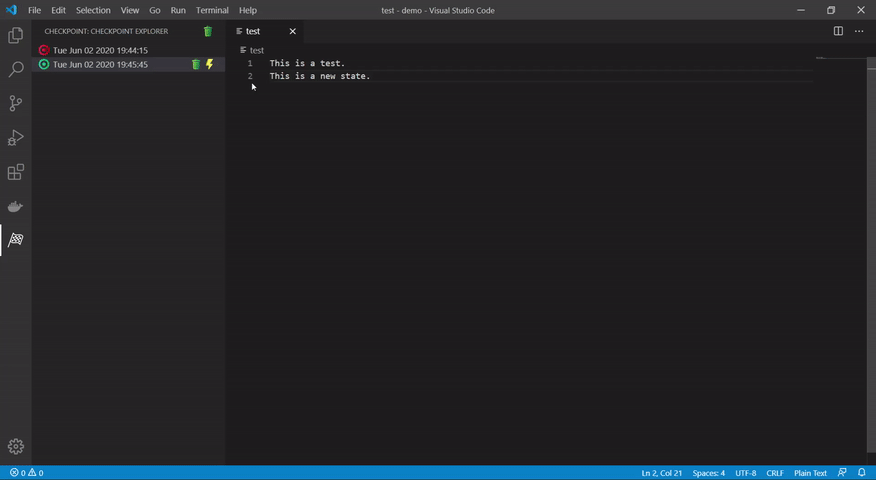 File Edit Selection View Go Run Terminal Help
test - demo - Visual Studio Code
CHECKPOINT: CHECKPOINT EXPLORER
Tue Jun 02 2020 19:44:15
Tue Jun 02 2020 19:45:45
test
test
1 This is a test.
2 This is a new state.
0 0
Ln 2, Col 21 Spaces: 4 UTF-8 CRLF Plain Text